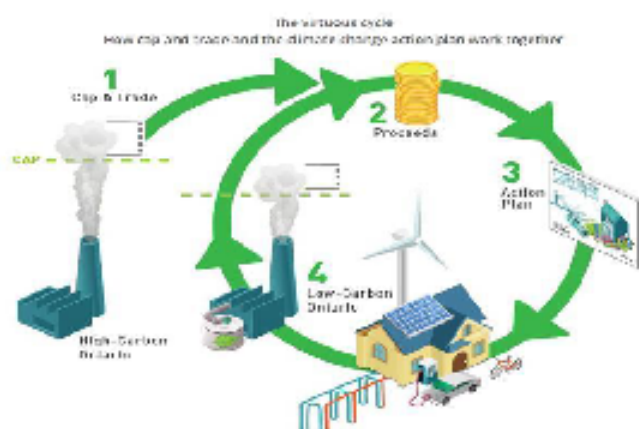 The virtuous cycle
How cap and trade and the climate change action plan work together
1
Cap & Trade
CAP
2
Proceeds
3
Action
Plan
4
Low-Carbon
Ontario
High-Carbon
Ontario